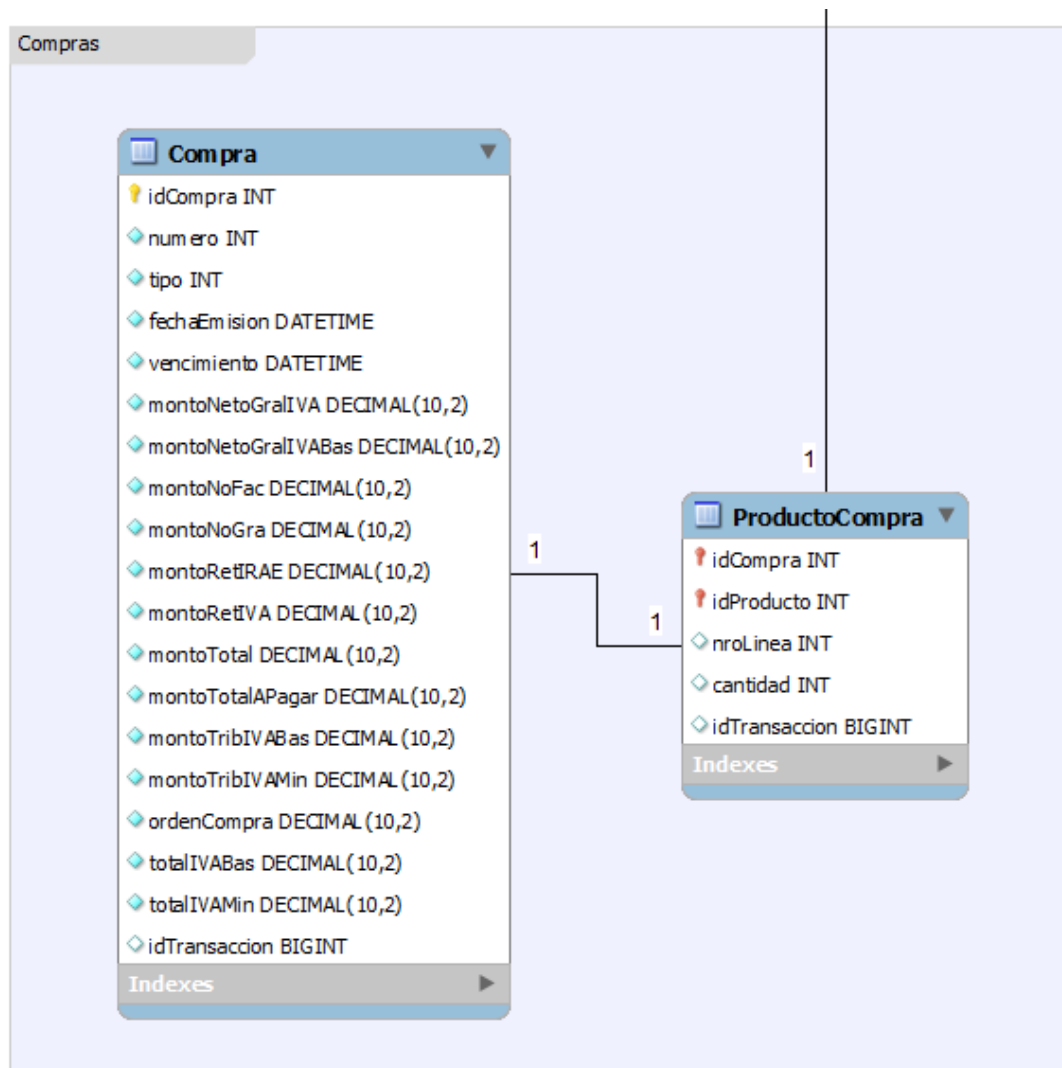 Compras
Compra
idCompra INT
numero INT
tipo INT
fechaEmision DATETIME
vencimiento DATETIME
montoNetoGralIVA DECIMAL(10,2)
montoNetoGralIVABas DECIMAL(10,2)
montoNoFac DECIMAL(10,2)
montoNoGra DECIMAL(10,2)
montoRetIRAE DECIMAL(10,2)
montoRetIVA DECIMAL(10,2)
montoTotal DECIMAL(10,2)
montoTotalAPagar DECIMAL(10,2)
montoTribIVABas DECIMAL(10,2)
montoTribIVAMin DECIMAL(10,2)
ordenCompra DECIMAL(10,2)
totalIVABas DECIMAL(10,2)
totalIVAMin DECIMAL(10,2)
idTransaccion BIGINT
Indexes
1
1
1
ProductoCompra
idCompra INT
idProducto INT
nroLinea INT
cantidad INT
idTransaccion BIGINT
Indexes